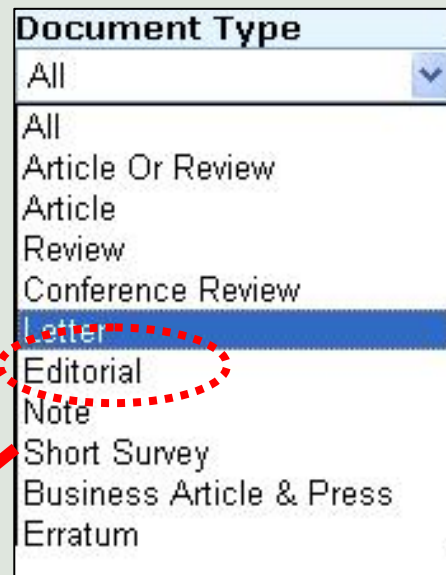 Document Type
All
All
Article Or Review
Article
Review
Conference Review
Letter
Editorial
Note
Short Survey
Business Article & Press
Erratum